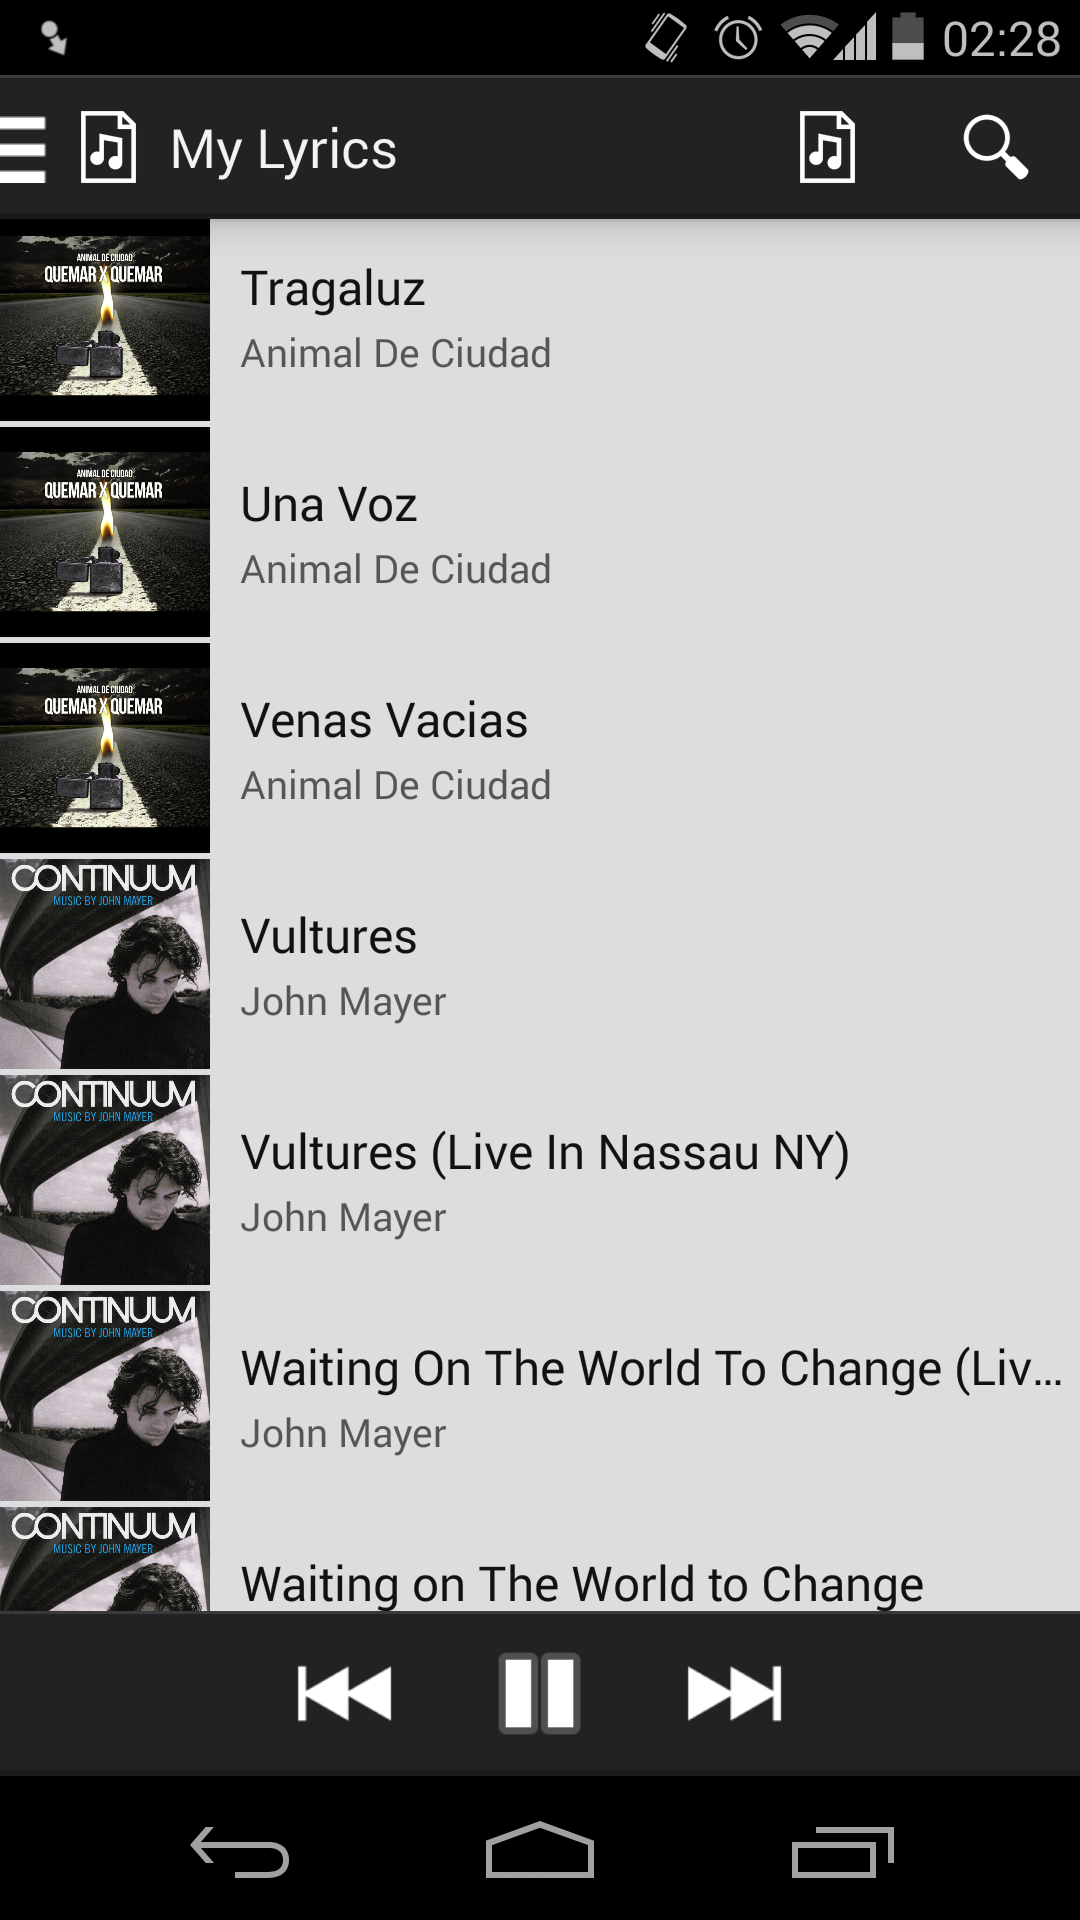 02:28
My Lyrics
ANIMAL DE CIUDAD
QUEMAR X QUEMAR
Tragaluz
Animal De Ciudad
ANIMAL DE CIUDAD
QUEMAR X QUEMAR
Una Voz
Animal De Ciudad
ANIMAL DE CIUDAD
QUEMAR X QUEMAR
Venas Vacias
Animal De Ciudad
CONTINUUM
MUSIC BY JOHN MAYER
Vultures
John Mayer
CONTINUUM
MUSIC BY JOHN MAYER
Vultures (Live In Nassau NY)
John Mayer
CONTINUUM
MUSIC BY JOHN MAYER
Waiting On The World To Change (Liv...
John Mayer
CONTINUUM
MUSIC BY JOHN MAYER
Waiting on The World to Change